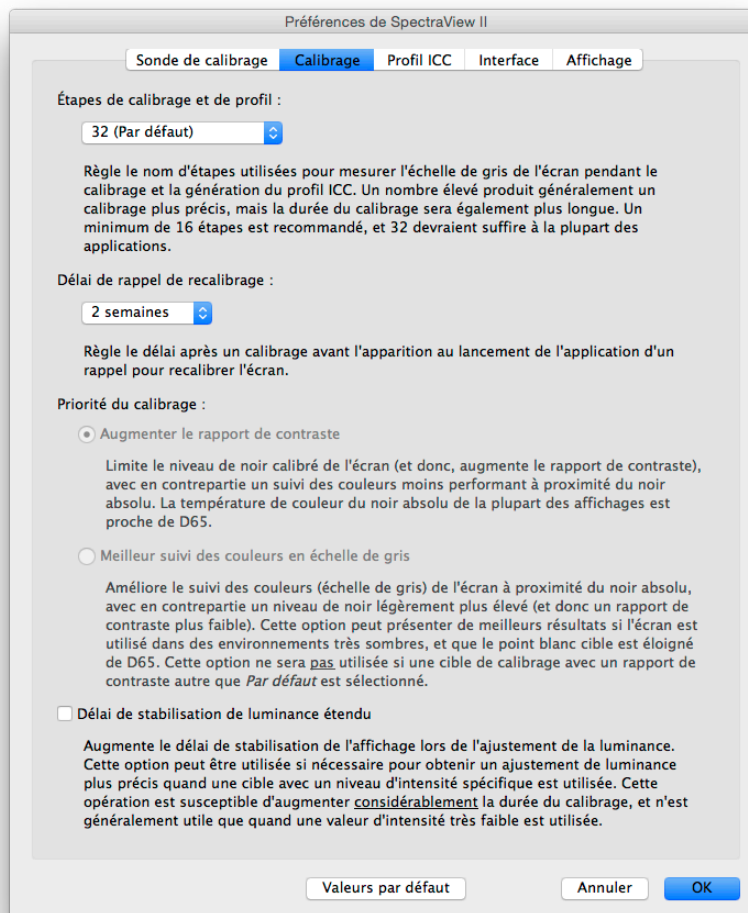 Préférences de SpectraView II
Sonde de calibrage Calibrage Profil ICC Interface Affichage
Étapes de calibrage et de profil :
32 (Par défaut)
Règle le nom d'étapes utilisées pour mesurer l'échelle de gris de l'écran pendant le
calibrage et la génération du profil ICC. Un nombre élevé produit généralement un
calibrage plus précis, mais la durée du calibrage sera également plus longue. Un
minimum de 16 étapes est recommandé, et 32 devraient suffire à la plupart des
applications.
Délai de rappel de recalibrage :
2 semaines
Règle le délai après un calibrage avant l'apparition au lancement de l'application d'un
rappel pour recalibrer l'écran.
Priorité du calibrage :
Augmenter le rapport de contraste
Limite le niveau de noir calibré de l'écran (et donc, augmente le rapport de contraste),
avec en contrepartie un suivi des couleurs moins performant à proximité du noir
absolu. La température de couleur du noir absolu de la plupart des affichages est
proche de D65.
Meilleur suivi des couleurs en échelle de gris
Améliore le suivi des couleurs (échelle de gris) de l'écran à proximité du noir absolu,
avec en contrepartie un niveau de noir légèrement plus élevé (et donc un rapport de
contraste plus faible). Cette option peut présenter de meilleurs résultats si l'écran est
utilisé dans des environnements très sombres, et que le point blanc cible est éloigné
de D65. Cette option ne sera pas utilisée si une cible de calibrage avec un rapport de
contraste autre que Par défaut est sélectionné.
Délai de stabilisation de luminance étendu
Augmente le délai de stabilisation de l'affichage lors de l'ajustement de la luminance.
Cette option peut être utilisée si nécessaire pour obtenir un ajustement de luminance
plus précis quand une cible avec un niveau d'intensité spécifique est utilisée. Cette
opération est susceptible d'augmenter considérablement la durée du calibrage, et n'est
généralement utile que quand une valeur d'intensité très faible est utilisée.
Valeurs par défaut Annuler OK